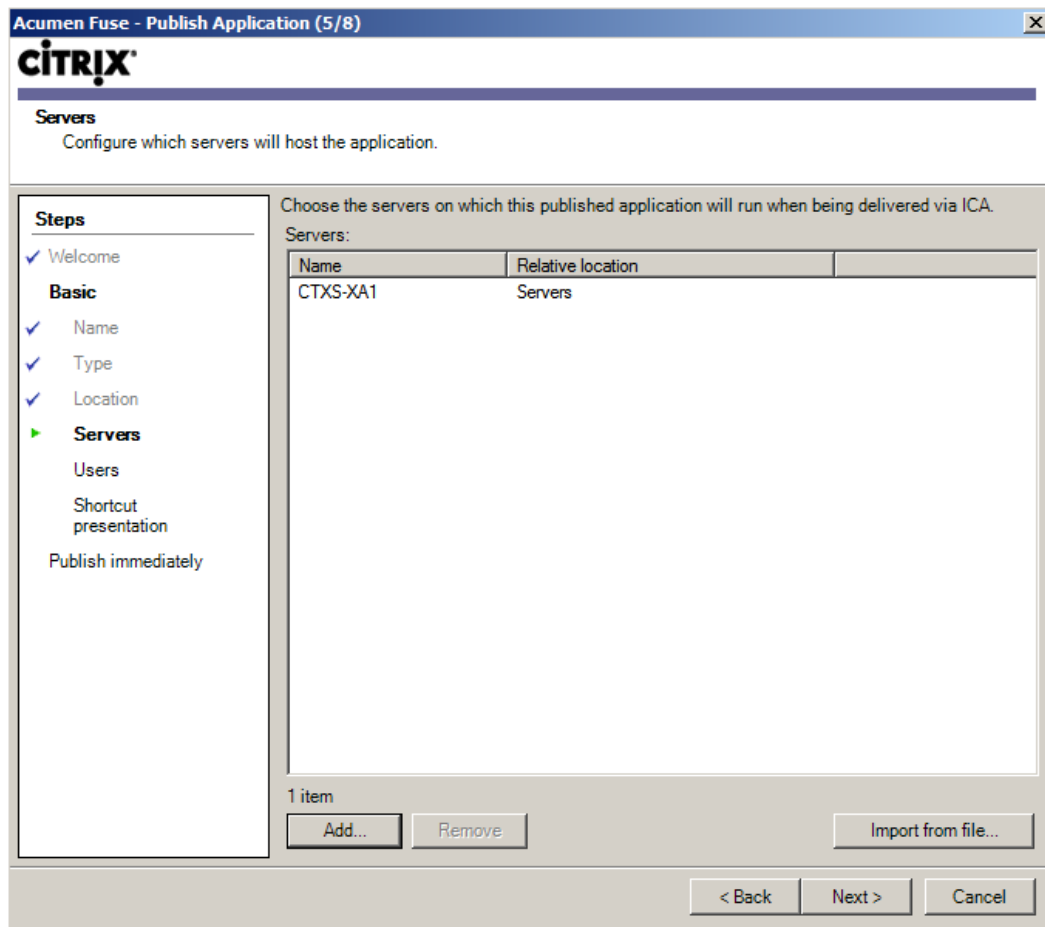 Acumen Fuse - Publish Application (5/8)
CİTRIX®
Servers
Configure which servers will host the application.
Steps
Welcome
Basic
Name
Type
Location
Servers
Users
Shortcut
presentation
Publish immediately
Choose the servers on which this published application will run when being delivered via ICA.
Servers:
Name Relative location
CTXS-XA1 Servers
1 item
Add... Remove Import from file...
< Back Next > Cancel